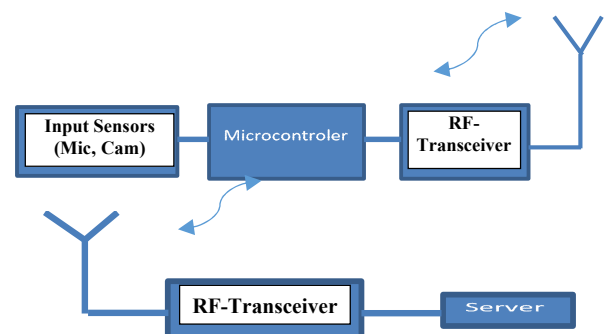 Input Sensors
(Mic, Cam)
Microcontroler
RF-
Transceiver
RF-Transceiver
Server